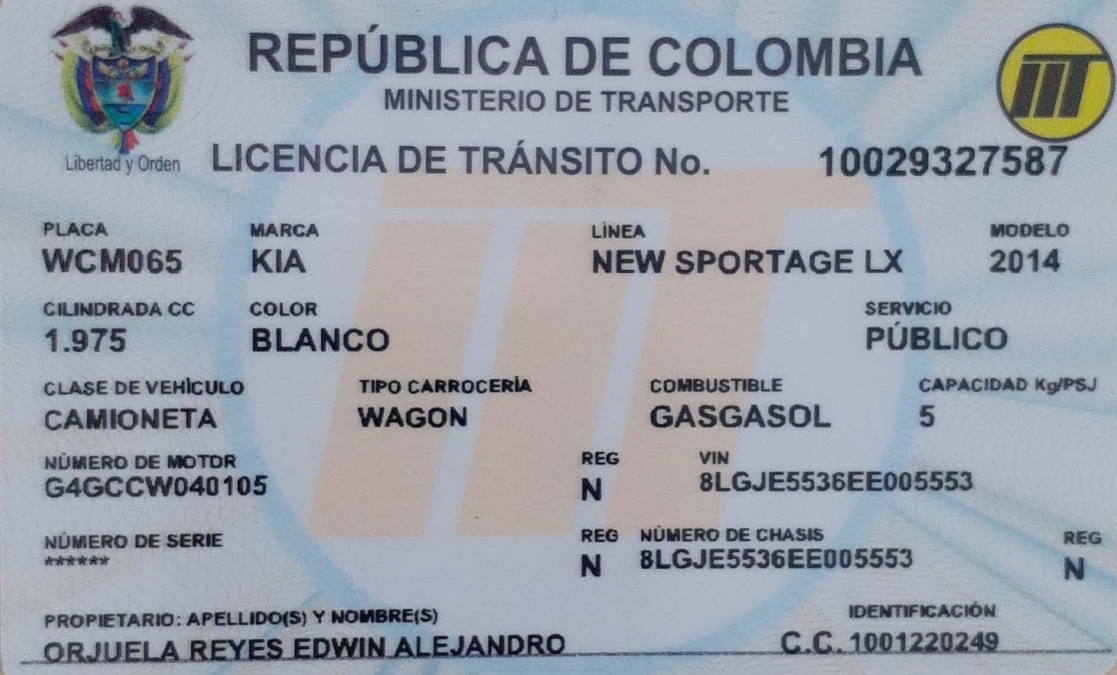 REPÚBLICA DE COLOMBIA
MINISTERIO DE TRANSPORTE
Libertad y Orden
LICENCIA DE TRÁNSITO No. 10029327587
PLACA MARCA LÍNEA MODELO
WCM065 KIA NEW SPORTAGE LX 2014
CILINDRADA CC COLOR SERVICIO
1.975 BLANCO PÚBLICO
CLASE DE VEHÍCULO TIPO CARROCERÍA COMBUSTIBLE CAPACIDAD Kg/PSJ
CAMIONETA WAGON GASGASOL 5
NÚMERO DE MOTOR REG VIN
G4GCCW040105 N 8LGJE5536EE005553
NÚMERO DE SERIE REG NÚMERO DE CHASIS REG
****** N 8LGJE5536EE005553 N
PROPIETARIO: APELLIDO(S) Y NOMBRE(S) IDENTIFICACIÓN
ORJUELA REYES EDWIN ALEJANDRO C.C. 1001220249